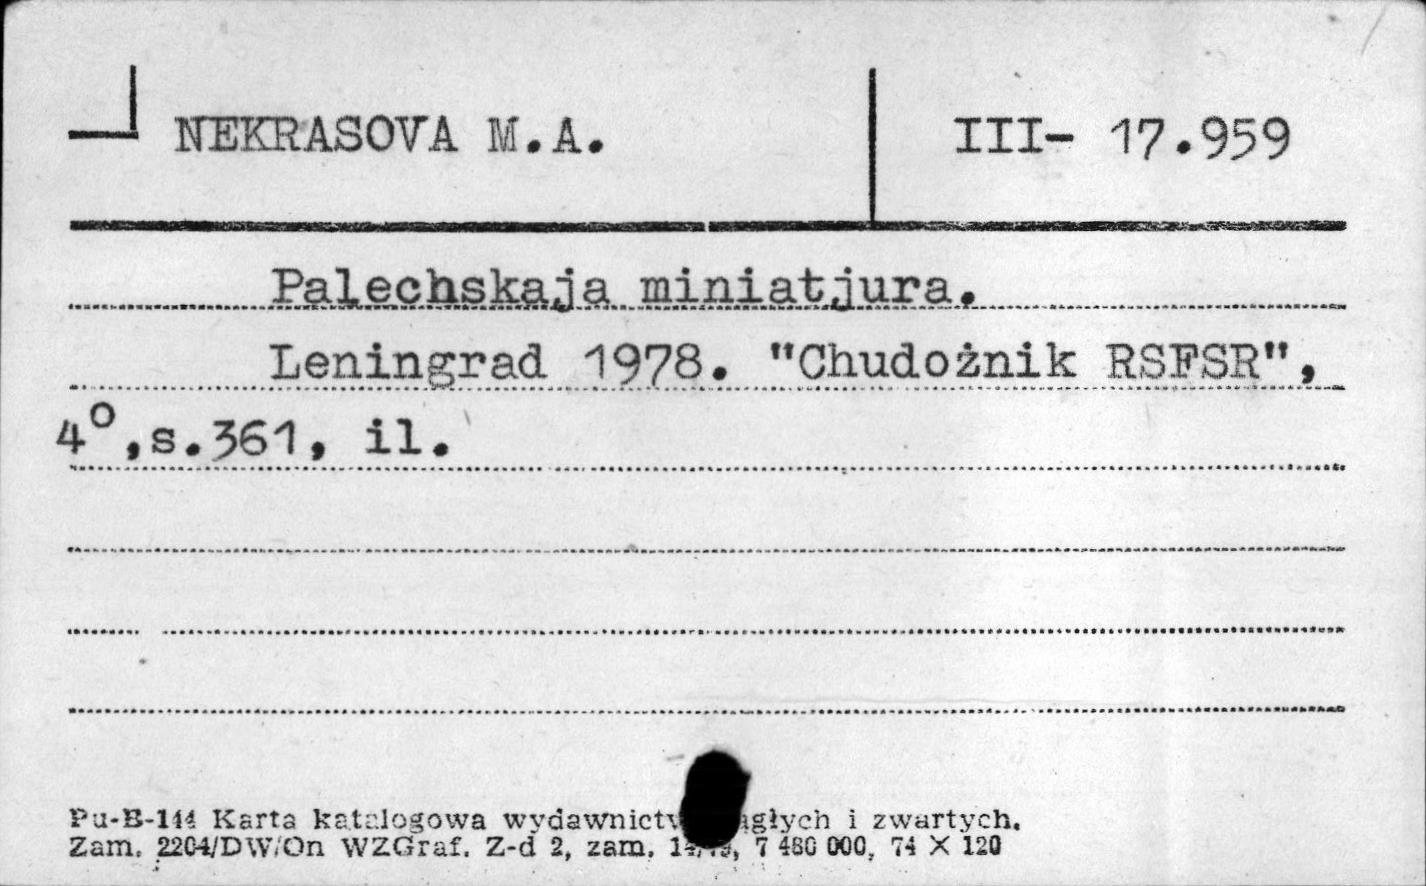 NEKRASOVA M.A.
III- 17.959
Palechskaja miniatjura.
Leningrad 1978. "Chudożnik RSFSR",
4°,s.361, il.
Pu-B-144 Karta katalogowa wydawnictw głych i zwartych.
Zam. 2204/DW/On WZGraf. Z-d 2, zam. 7 480 000, 74 X 120